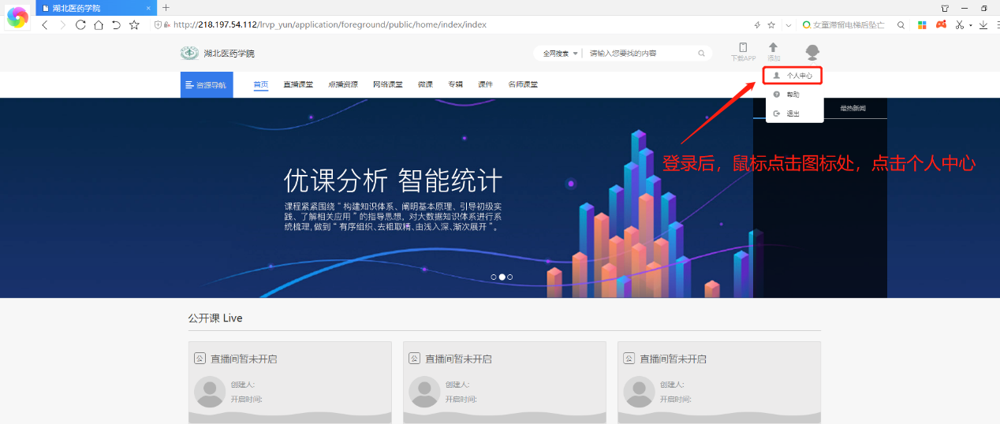 湖北医药学院
http://218.197.54.112/lrvp_yun/application/foreground/public/home/index/index
女童滞留电梯后坠亡
湖北医药学院
全网搜索
请输入您要找的内容
下载APP
添加
个人中心
帮助
退出
资源导航
首页 直播课堂 点播资源 网络课堂 微课 专辑 课件 名师课堂
最热新闻
登录后，鼠标点击图标处，点击个人中心
优课分析 智能统计
课程紧紧围绕“构建知识体系、阐明基本原理、引导初级实
践、了解相关应用”的指导思想，对大数据知识体系进行系
统梳理,做到“有序组织、去粗取精、由浅入深、渐次展开”。
公开课 Live
公 直播间暂未开启
创建人:
开启时间:
公 直播间暂未开启
创建人:
开启时间:
公 直播间暂未开启
创建人:
开启时间: